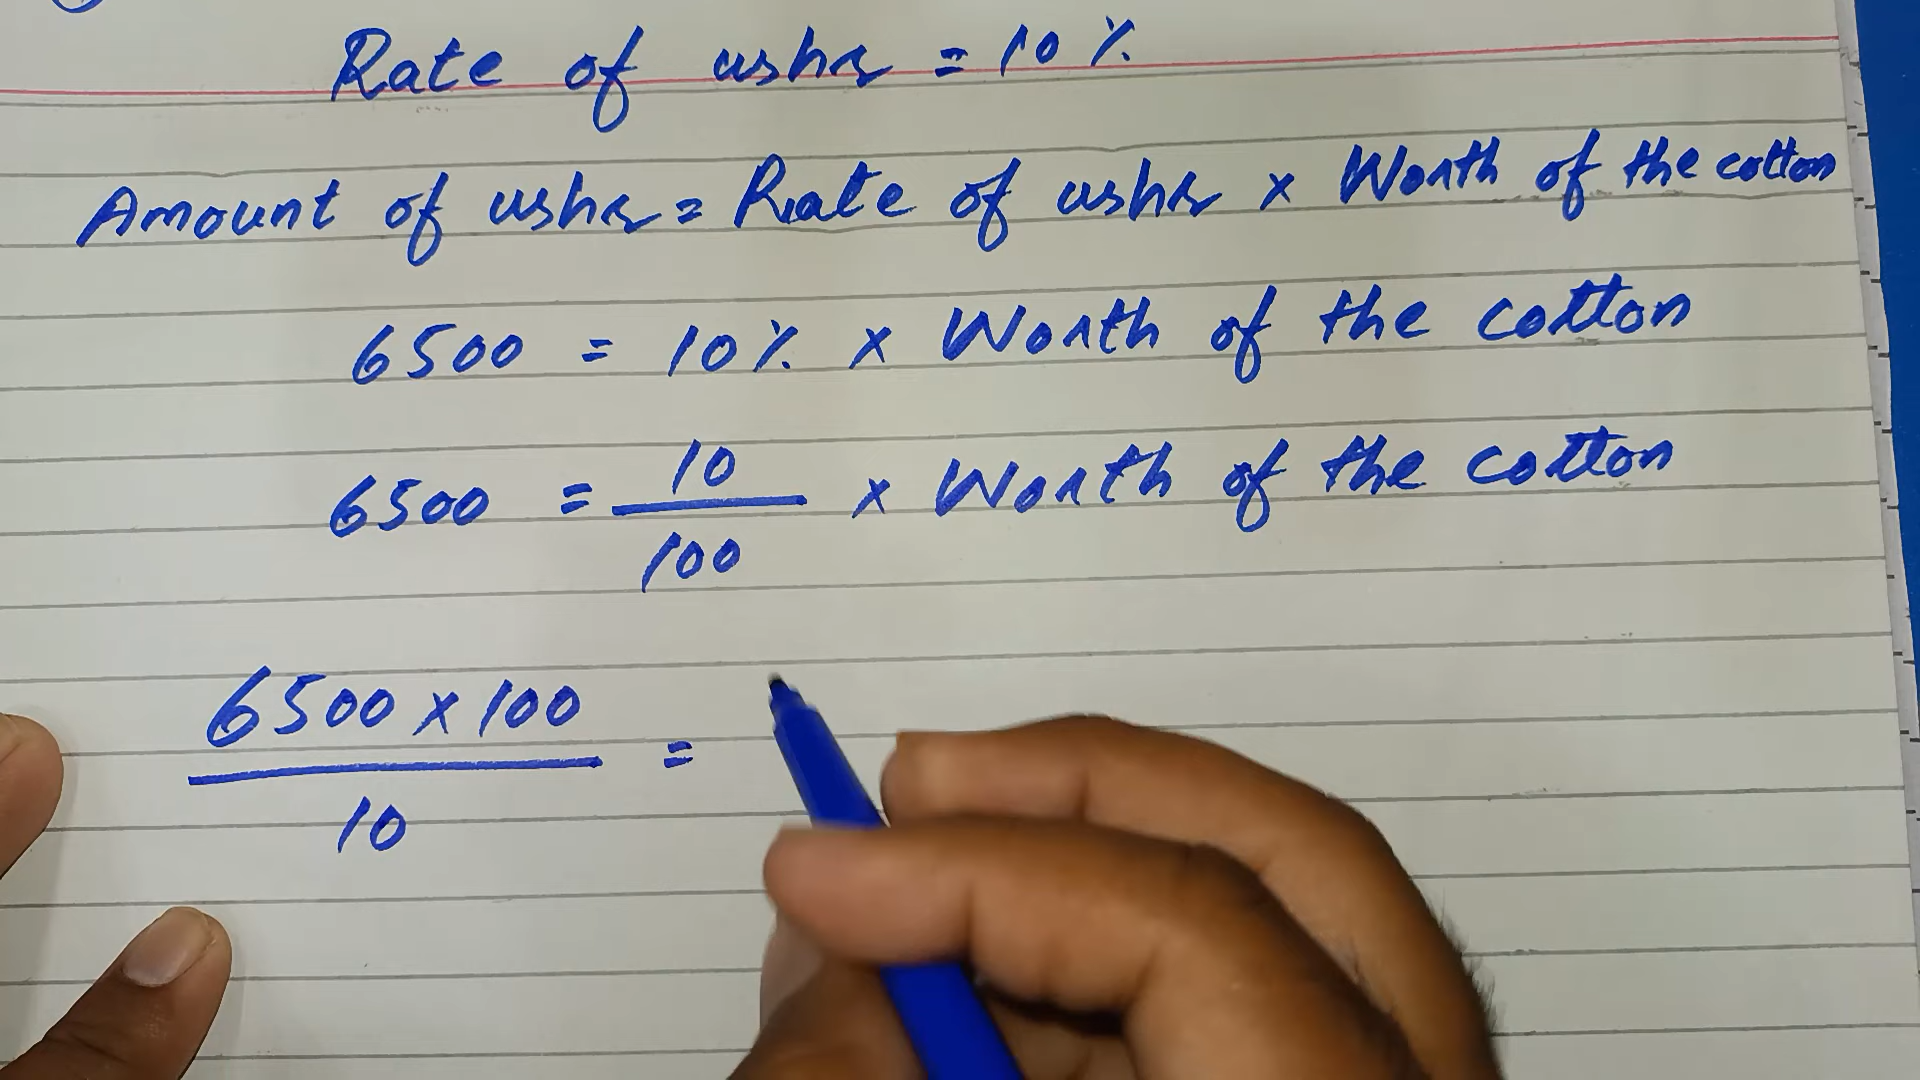 Rate of ushr = 10%
Amount of ushr = Rate of ushr × Worth of the cotton
6500 = 10% × Worth of the cotton
6500 = 10/100 × Worth of the cotton
6500 × 100/10 =